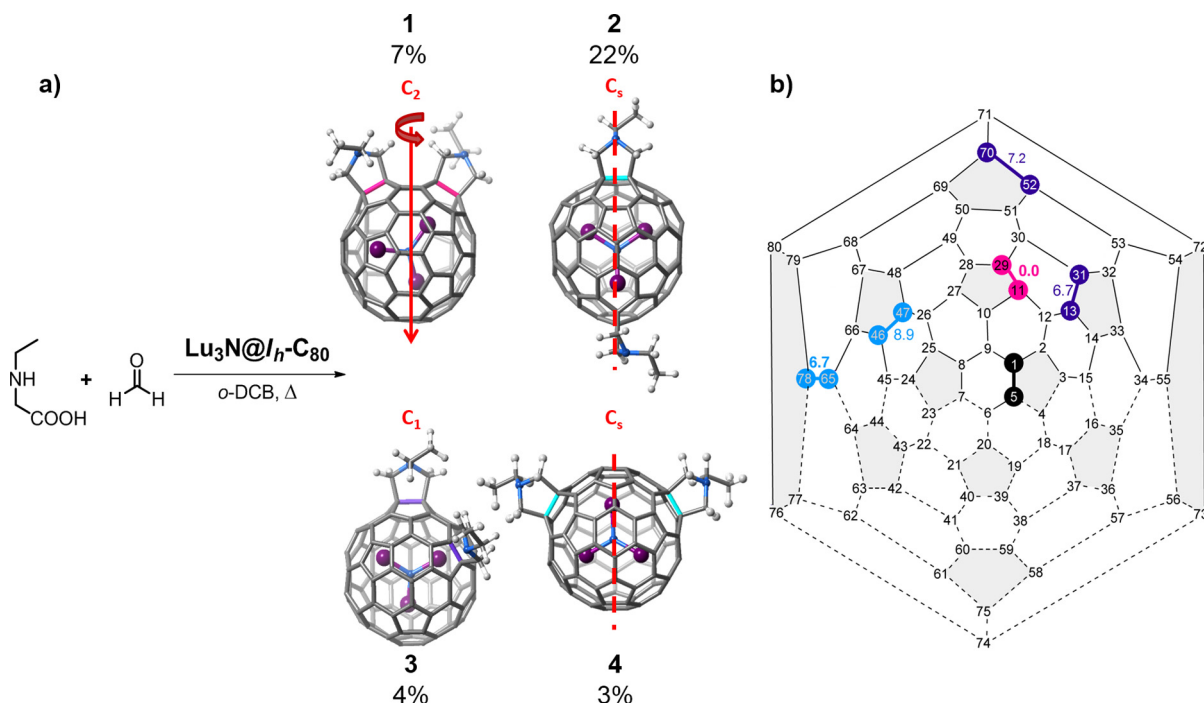 a)
1
7%
C2
2
22%
Cs
HN
COOH
+
O
H H
Lu3N@Ih-C80
o-DCB, Δ
C1
3
4%
Cs
4
3%
b)
71
70 7.2
52
69
50 51
80 79 68 49 30 53 54 72
67 48 28 29 0.0 31 32
27 11 6.7
47 26 10 12 13 33
66 46 8.9 25 9 2 14
6.7 1
78 65 45 24 8 3 15 34 55
7 5
23 6 4
64 44 43 22 20 18 17 16 35
21 19
77 63 42 40 39 37 36 56
76 62 41 38 57 73
60 59
61 58
75
74